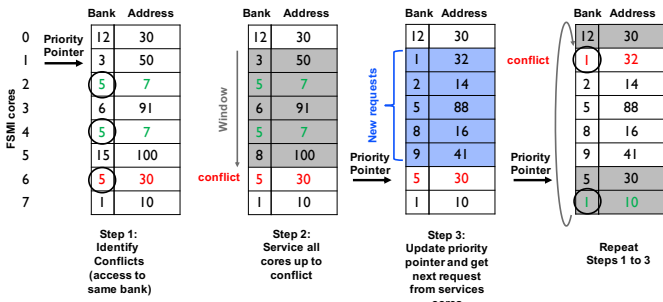 Bank Address Bank Address Bank Address Bank Address
0 12 30 12 30 12 30 12 30
Priority
Pointer
1 3 50 3 50 1 32 conflict 1 32
2 5 7 5 7 2 14 2 14
3 6 91 6 91 5 88 5 88
4 5 7 5 7 8 16 8 16
5 15 100 8 100 9 41 9 41
6 5 30 conflict 5 30 5 30 5 30
7 1 10 1 10 1 10 1 10
FSMI cores
Window
New requests
Priority
Pointer
Priority
Pointer
Step 1:
Identify
Conflicts
(access to
same bank)
Step 2:
Service all
cores up to
conflict
Step 3:
Update priority
pointer and get
next request
from services
Repeat
Steps 1 to 3